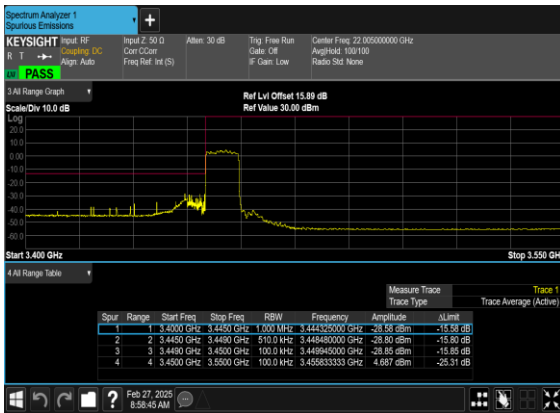 Spectrum Analyzer 1
Spurious Emissions
+
KEYSIGHT Input: RF Input Z: 50 Ω Atten: 30 dB Trig: Free Run Center Freq: 22.005000000 GHz
R T Coupling: DC Corr CCorr Gate: Off Avg|Hold: 100/100
Align: Auto Freq Ref: Int (S) IF Gain: Low Radio Std: None
PASS
3 All Range Graph
Ref Lvl Offset 15.89 dB
Scale/Div 10.0 dB Ref Value 30.00 dBm
Log
20.0
10.0
0.00
-10.0
-20.0
-30.0
-40.0
-50.0
-60.0
Start 3.400 GHz Stop 3.550 GH
4 All Range Table
Measure Trace Trace 1
Trace Type Trace Average (Active)
Spur Range Start Freq Stop Freq RBW Frequency Amplitude ΔLimit
1 1 3.4000 GHz 3.4450 GHz 1.000 MHz 3.444325000 GHz -28.58 dBm -15.58 dB
2 2 3.4450 GHz 3.4490 GHz 510.0 kHz 3.448480000 GHz -28.80 dBm -15.80 dB
3 3 3.4490 GHz 3.4500 GHz 100.0 kHz 3.449945000 GHz -28.85 dBm -15.85 dB
4 4 3.4500 GHz 3.5500 GHz 100.0 kHz 3.455833333 GHz 4.687 dBm -25.31 dB
Feb 27, 2025
8:58:45 AM
?